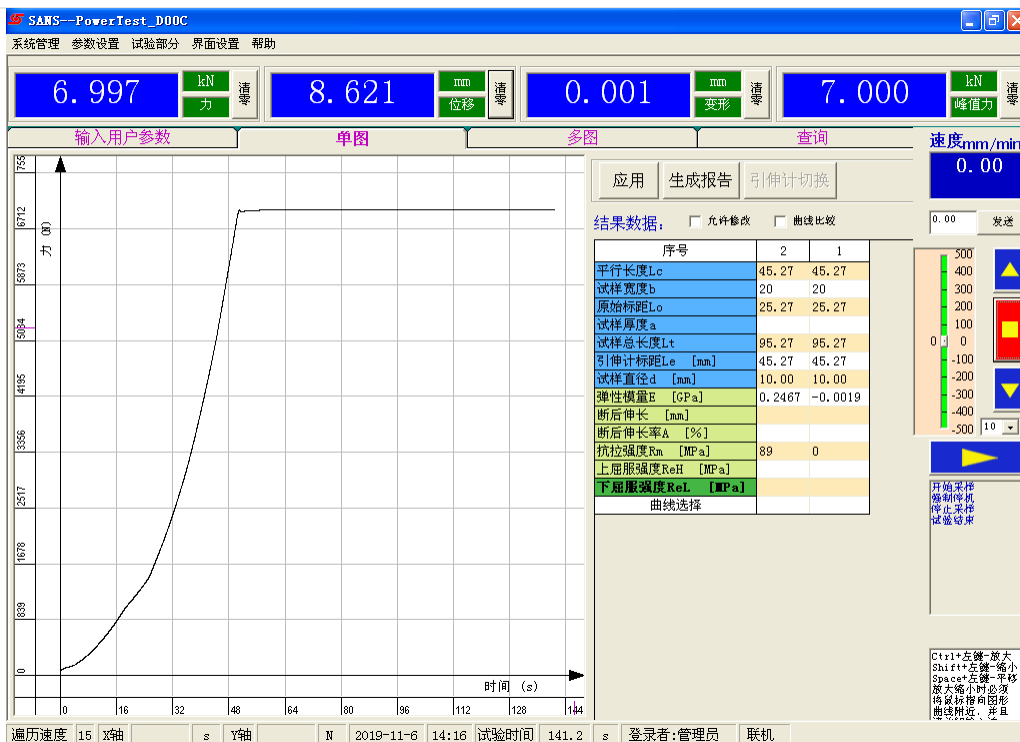 SANS--PowerTest_DOOC
系统管理 参数设置 试验部分 界面设置 帮助
6.997 kN 力 清零 8.621 mm 位移 清零 0.001 mm 变形 清零 7.000 kN 峰值力 清零
输入用户参数 单图 多图 查询
速度mm/min
0.00
0.00 发送
应用 生成报告 引伸计切换
结果数据: 允许修改 曲线比较
序号 2 1
平行长度Lc 45.27 45.27
试样宽度b 20 20
原始标距Lo 25.27 25.27
试样厚度a
试样总长度Lt 95.27 95.27
引伸计标距Le [mm] 45.27 45.27
试样直径d [mm] 10.00 10.00
弹性模量E [GPa] 0.2467 -0.0019
断后伸长 [mm]
断后伸长率A [%]
抗拉强度Rm [MPa] 89 0
上屈服强度ReH [MPa]
下屈服强度ReL [MPa]
曲线选择
755
6712
5873
5034
4195
3356
2517
1678
839
0
力 (N)
时间 (s)
0 16 32 48 64 80 96 112 128 144
500
400
300
200
100
0 0
-100
-200
-300
-400
-500
10
开始采样
强制停机
停止采样
试验结束
Ctrl+左键-放大
Shift+左键-缩小
Space+左键-平移
放大缩小时必须
将鼠标指向图形
曲线附近，并且
遍历速度 15 X轴 s Y轴 N 2019-11-6 14:16 试验时间 141.2 s 登录者:管理员 联机